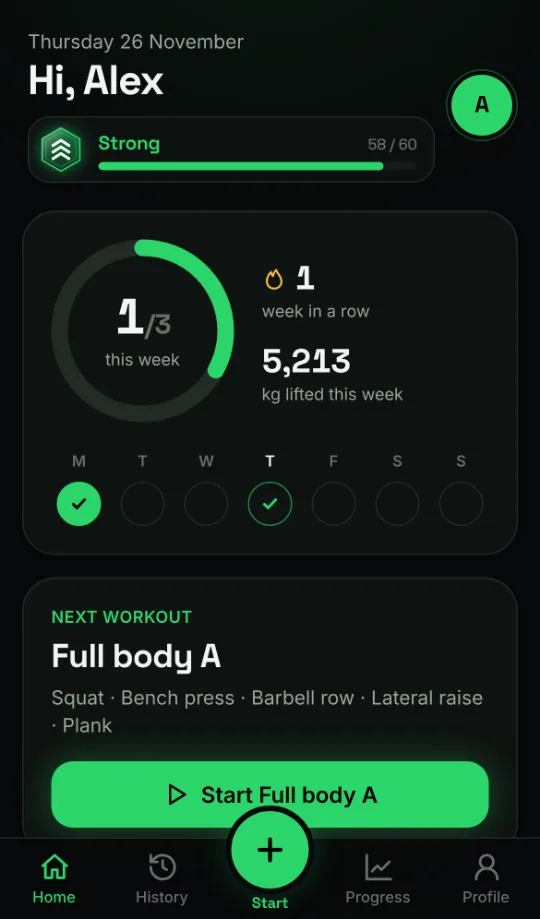 Thursday 26 November
Hi, Alex
A
Strong
58 / 60
1/3
this week
1
week in a row
5,213
kg lifted this week
M T W T F S S
NEXT WORKOUT
Full body A
Squat · Bench press · Barbell row · Lateral raise
· Plank
Start Full body A
Home
History
Start
Progress
Profile